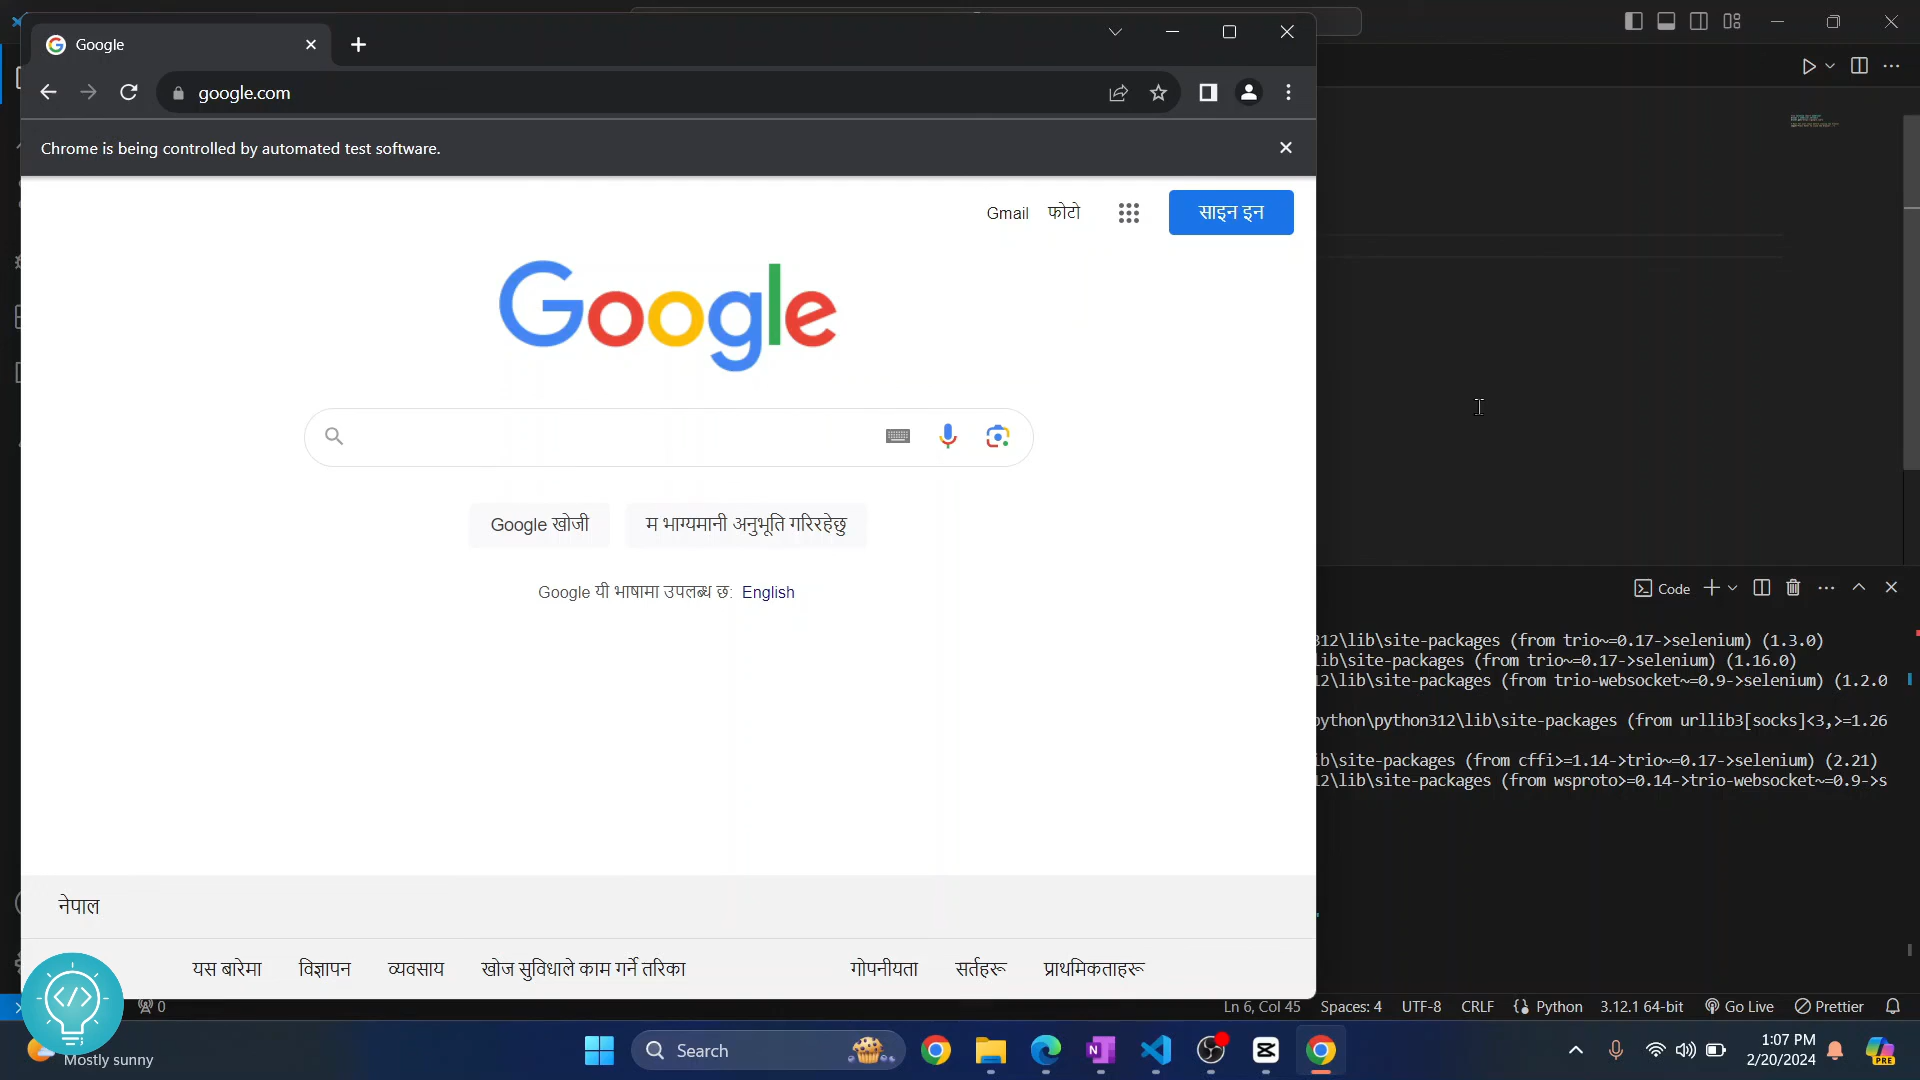 Google
google.com
Chrome is being controlled by automated test software.
Gmail फोटो साइन इन
Google
Google खोजी म भाग्यमानी अनुभूति गरिरहेछु
Google यी भाषामा उपलब्ध छ: English
नेपाल
यस बारेमा विज्ञापन व्यवसाय खोज सुविधाले काम गर्ने तरिका गोपनीयता सर्तहरू प्राथमिकताहरू
Code
312\lib\site-packages (from trio~=0.17->selenium) (1.3.0)
lib\site-packages (from trio~=0.17->selenium) (1.16.0)
12\lib\site-packages (from trio-websocket~=0.9->selenium) (1.2.0
python\python312\lib\site-packages (from urllib3[socks]<3,>=1.26
ib\site-packages (from cffi>=1.14->trio~=0.17->selenium) (2.21)
12\lib\site-packages (from wsproto>=0.14->trio-websocket~=0.9->s
0 Ln 6, Col 45 Spaces: 4 UTF-8 CRLF Python 3.12.1 64-bit Go Live Prettier
Mostly sunny
Search
1:07 PM
2/20/2024
PRE